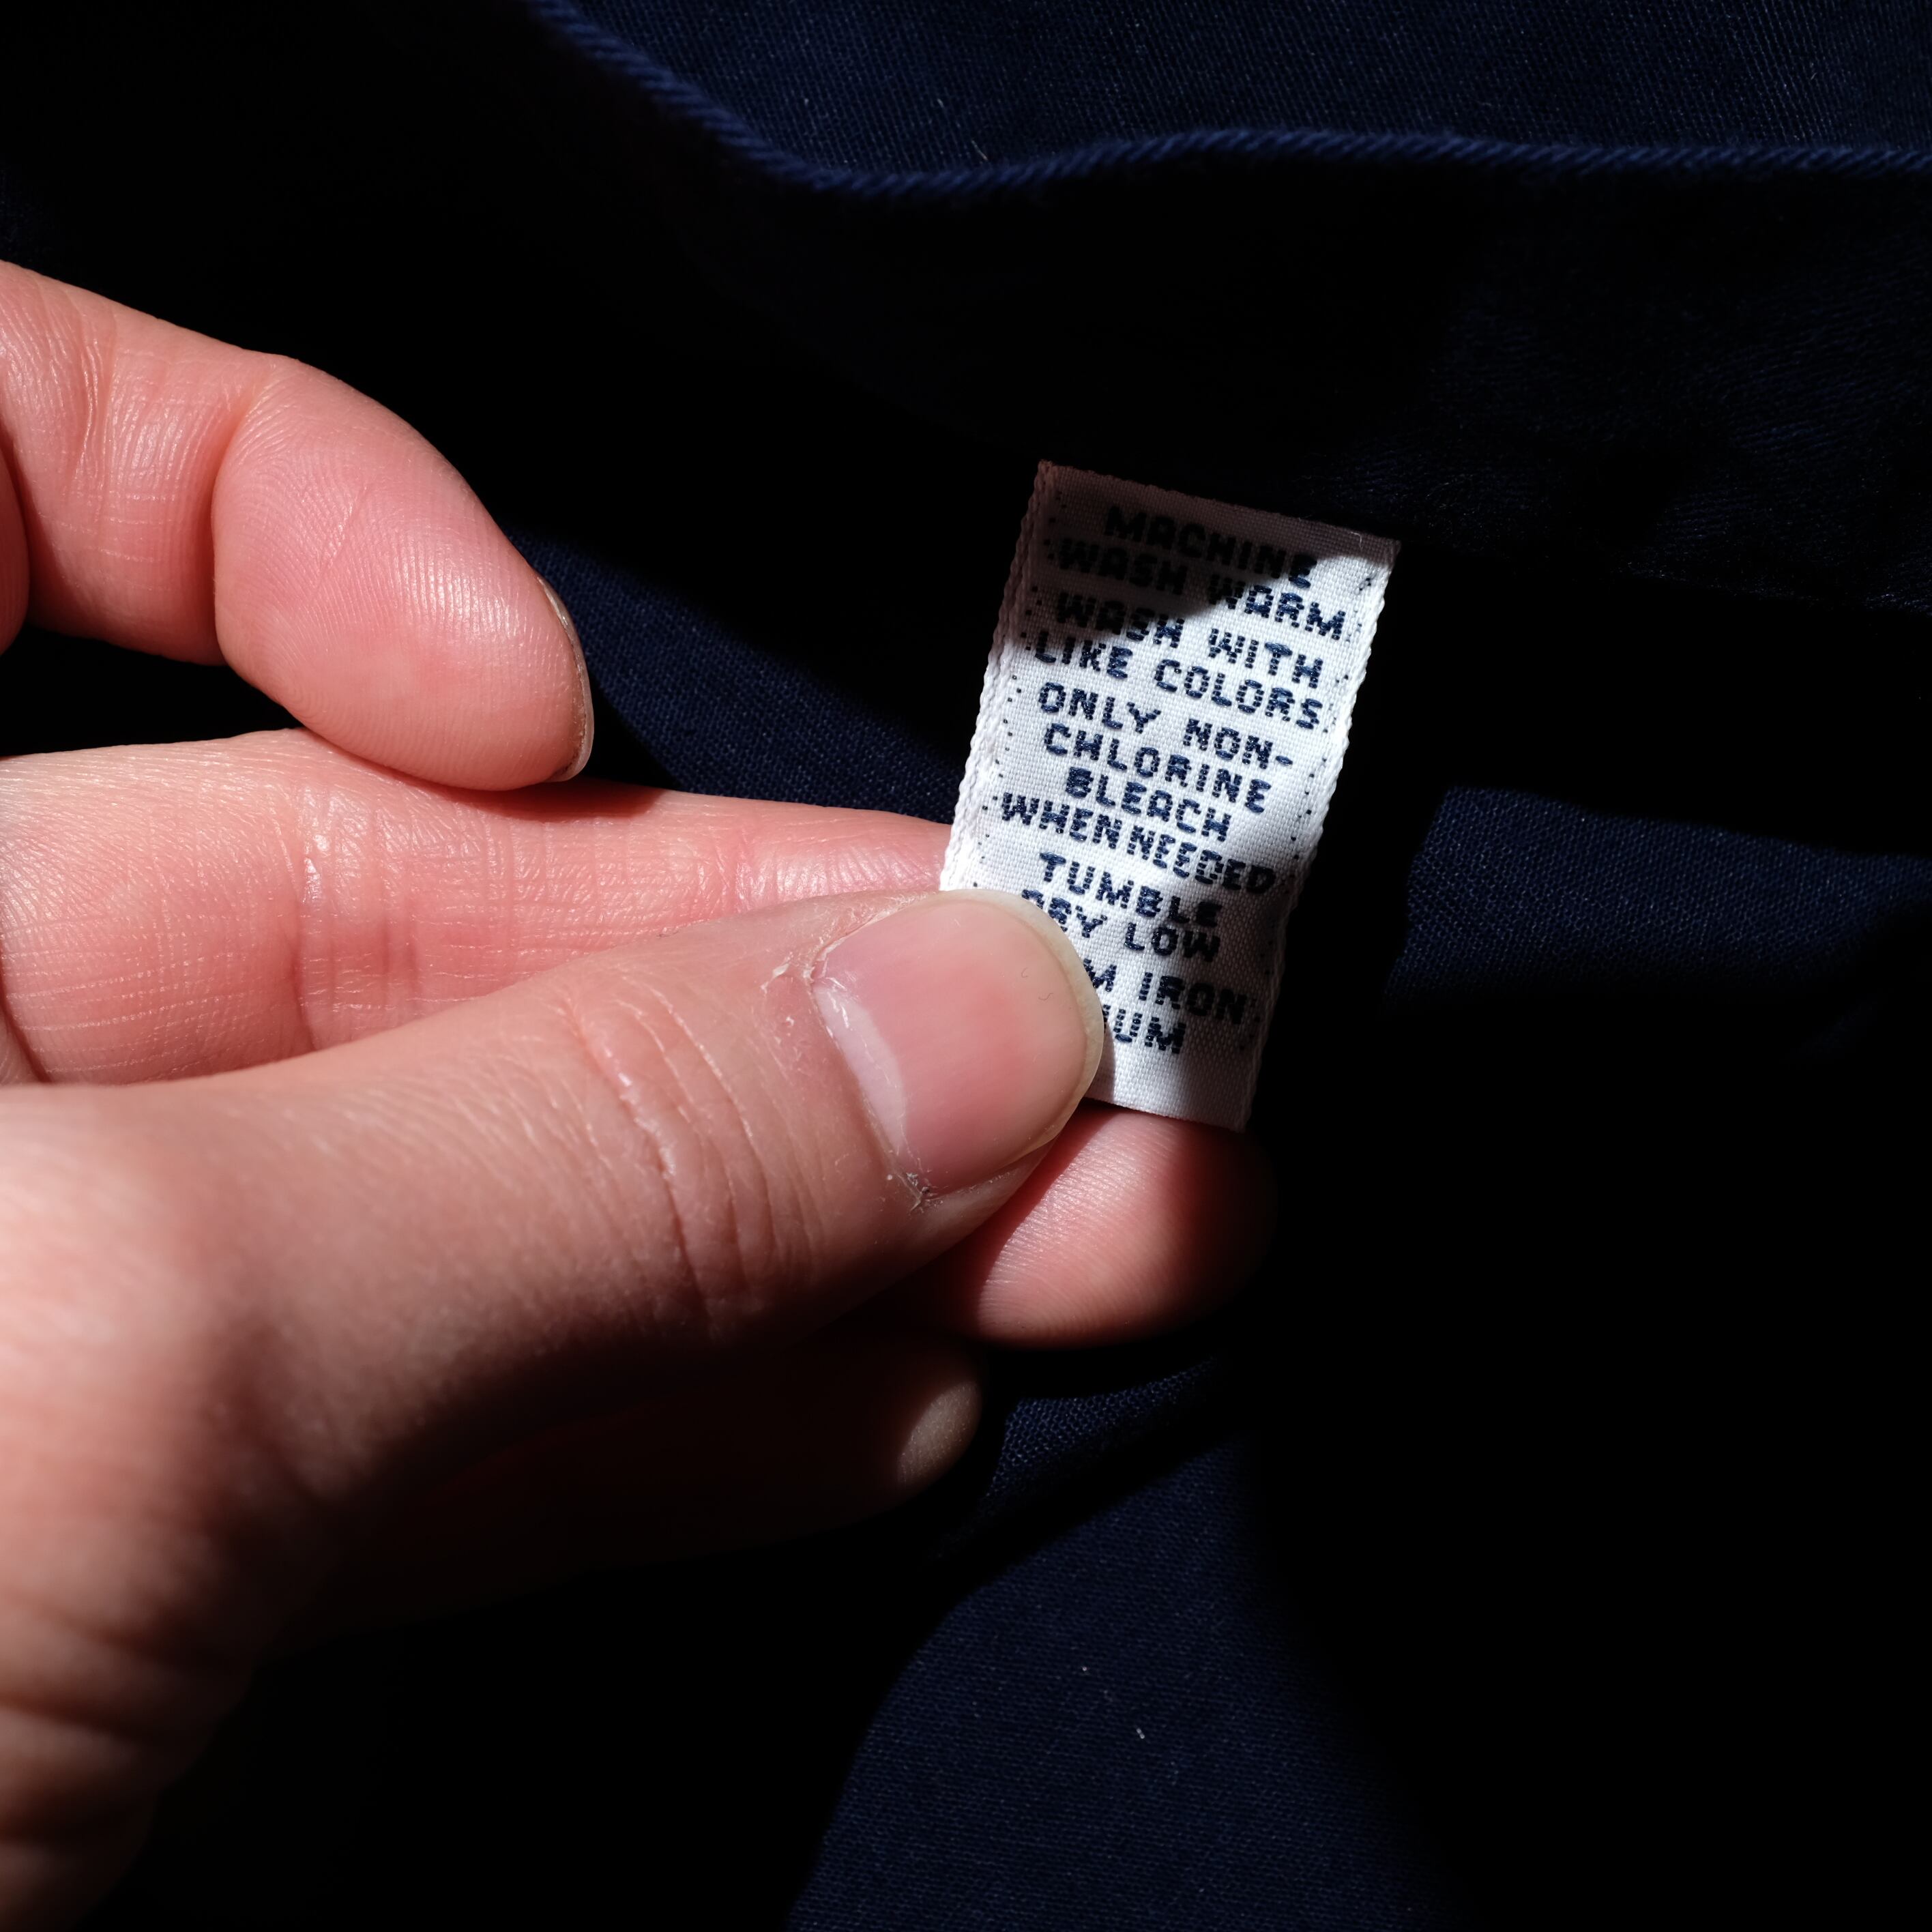 MACHINE
WASH WARM
WASH WITH
LIKE COLORS
ONLY NON-
CHLORINE
BLEACH
WHEN NEEDED
TUMBLE
DRY LOW
IRON